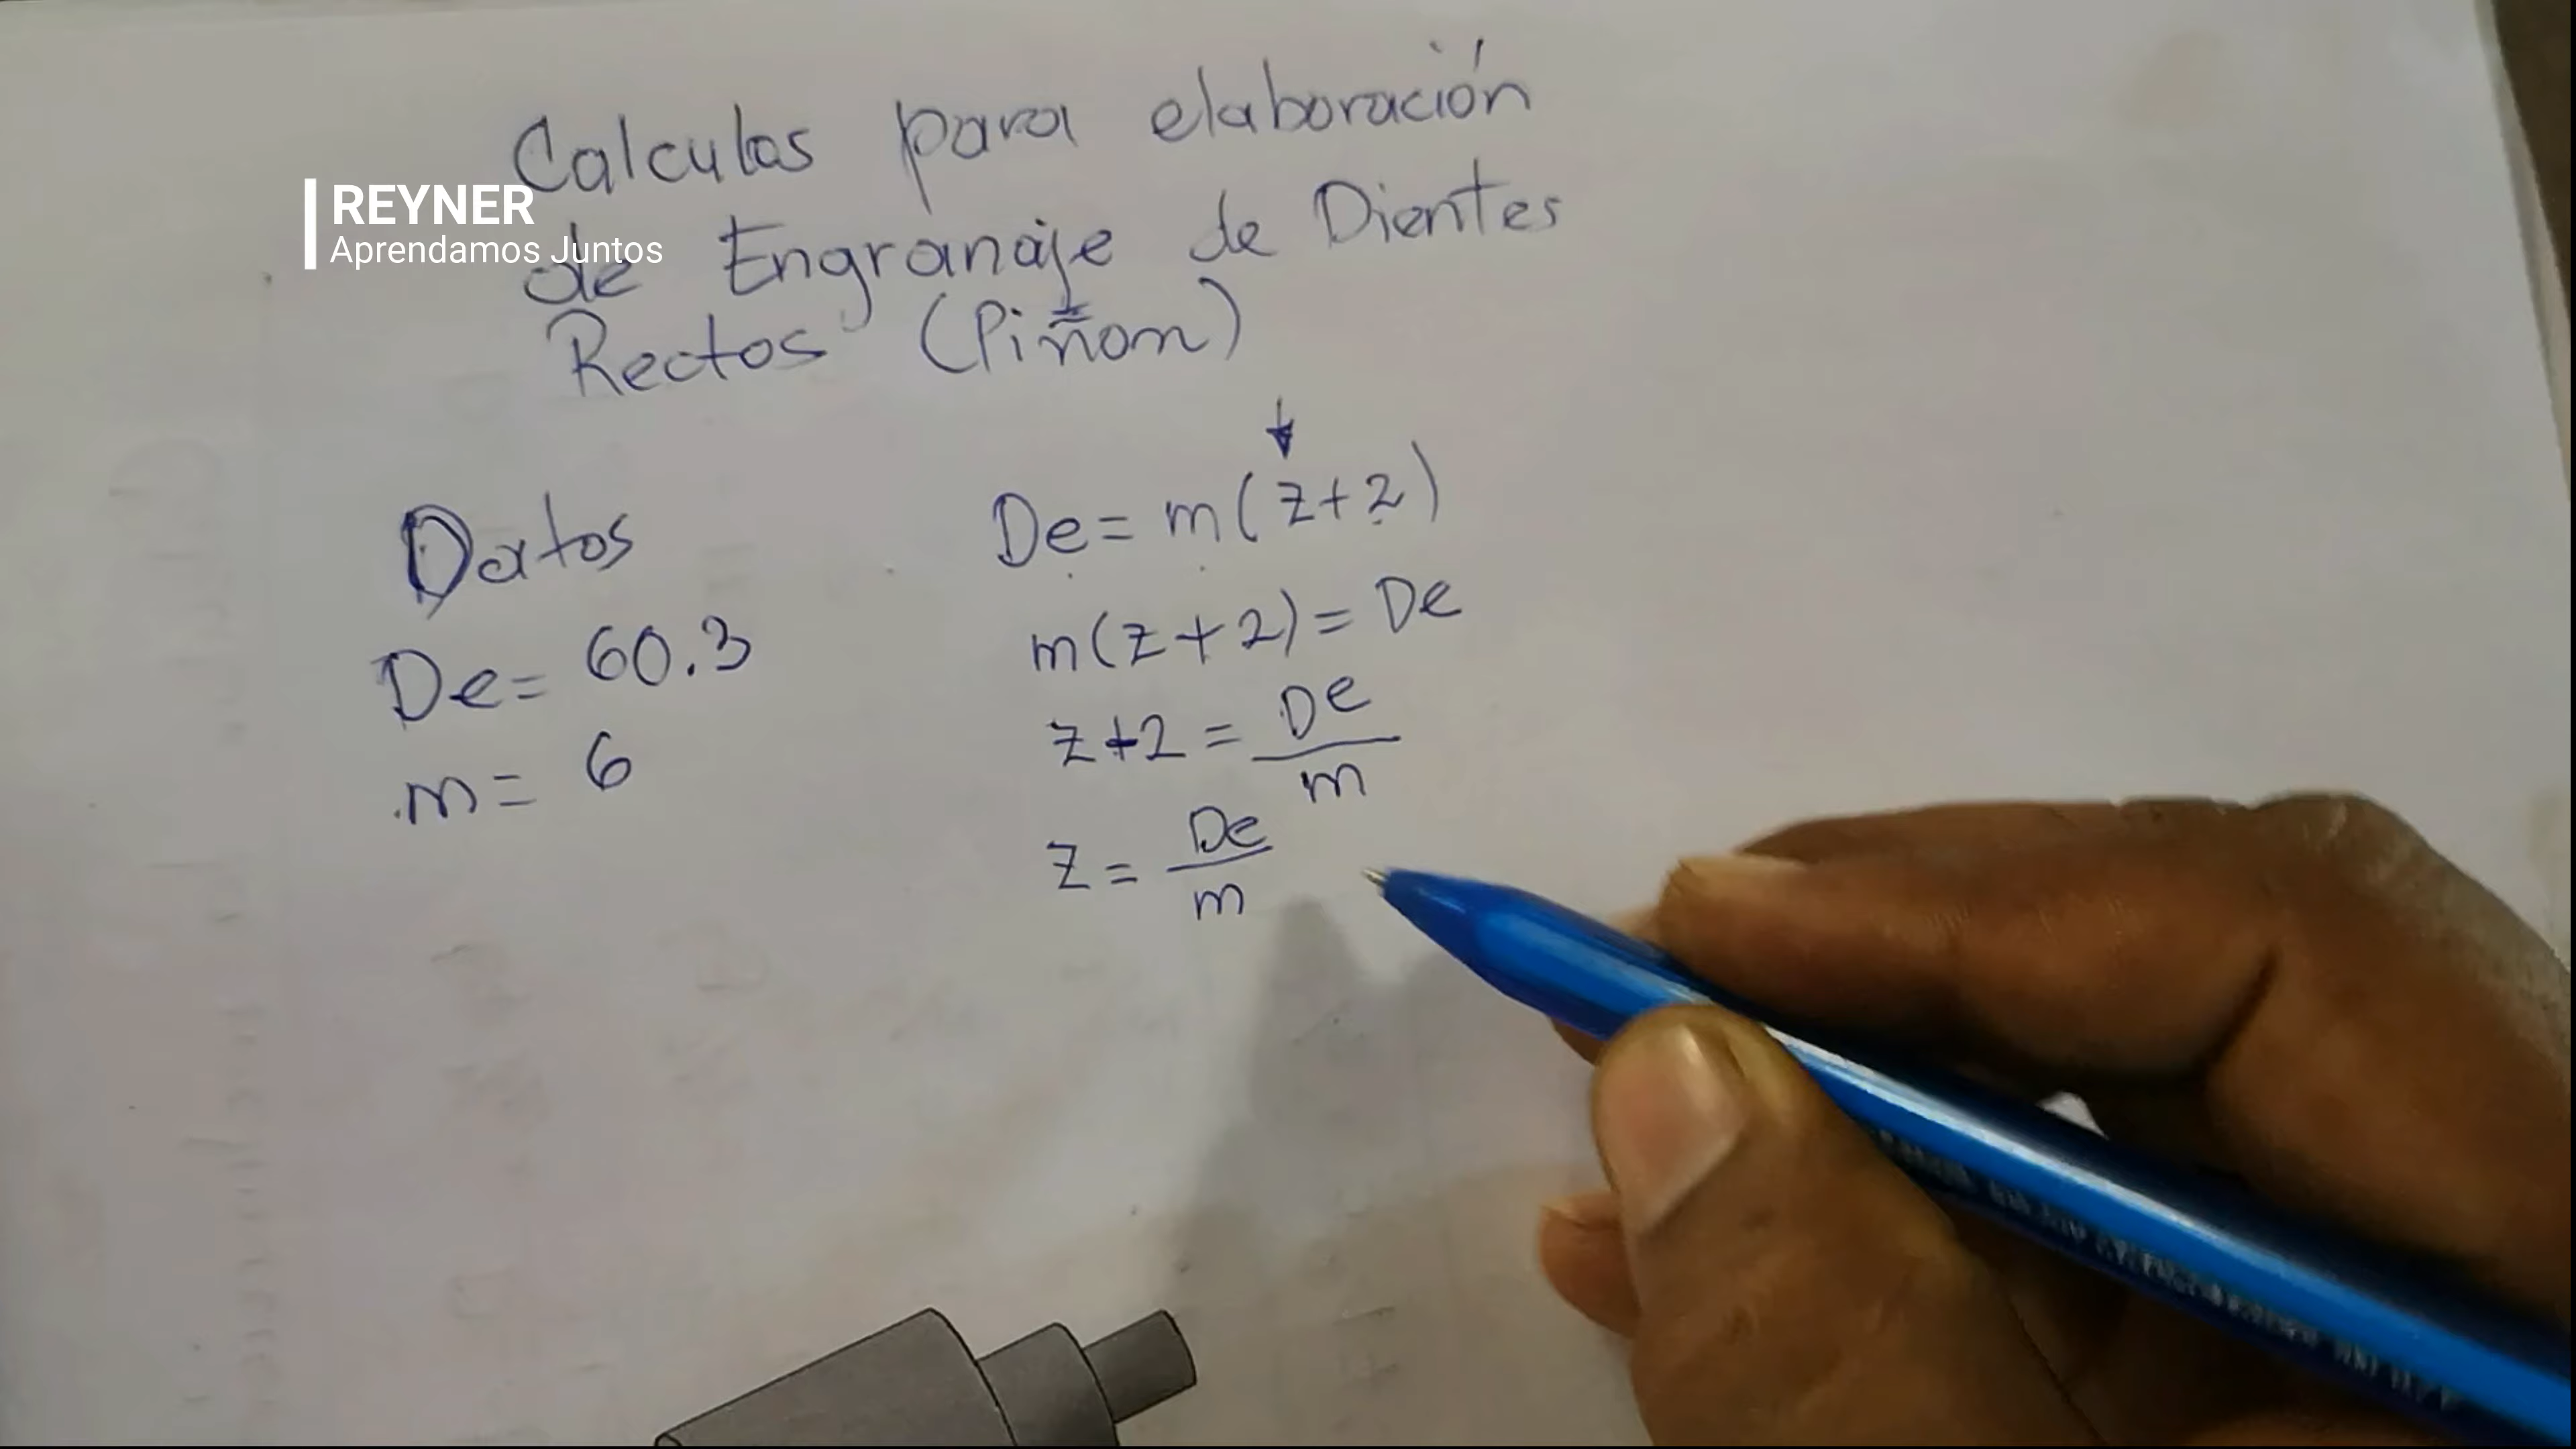 Calculos para elaboración
REYNER
Aprendamos Juntos
de Engranaje de Dientes
Rectos (Piñom)
Datos
De= 60.3
m= 6
De= m(z+2)
m(z+2)= De
z+2 = De/m
z = De/m